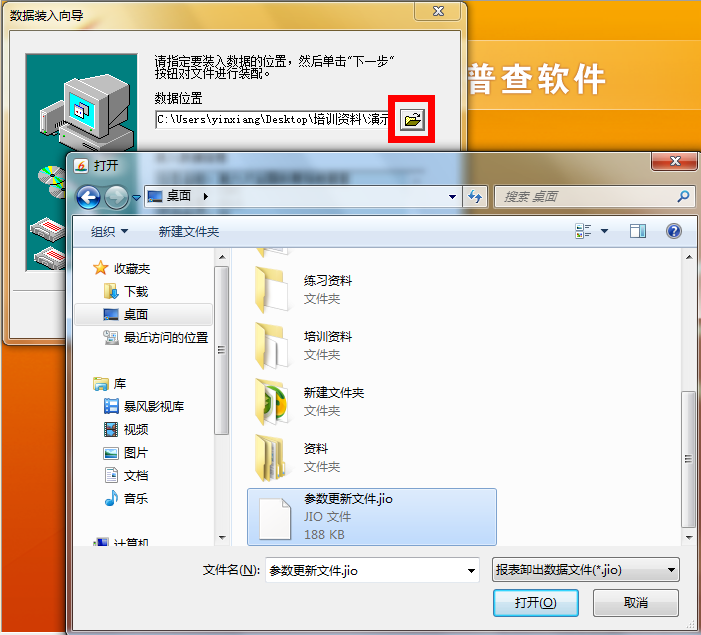 数据装入向导
普查软件
请指定要装入数据的位置，然后单击"下一步"
按钮对文件进行装配。
数据位置
C:\Users\yinxiang\Desktop\培训资料\演示
打开
桌面
搜索 桌面
组织
新建文件夹
收藏夹
下载
桌面
最近访问的位置
库
暴风影视库
视频
图片
文档
音乐
计算机
练习资料
文件夹
培训资料
文件夹
新建文件夹
文件夹
资料
文件夹
参数更新文件.jio
JIO 文件
188 KB
文件名(N):
参数更新文件.jio
报表卸出数据文件(*.jio)
打开(O)
取消